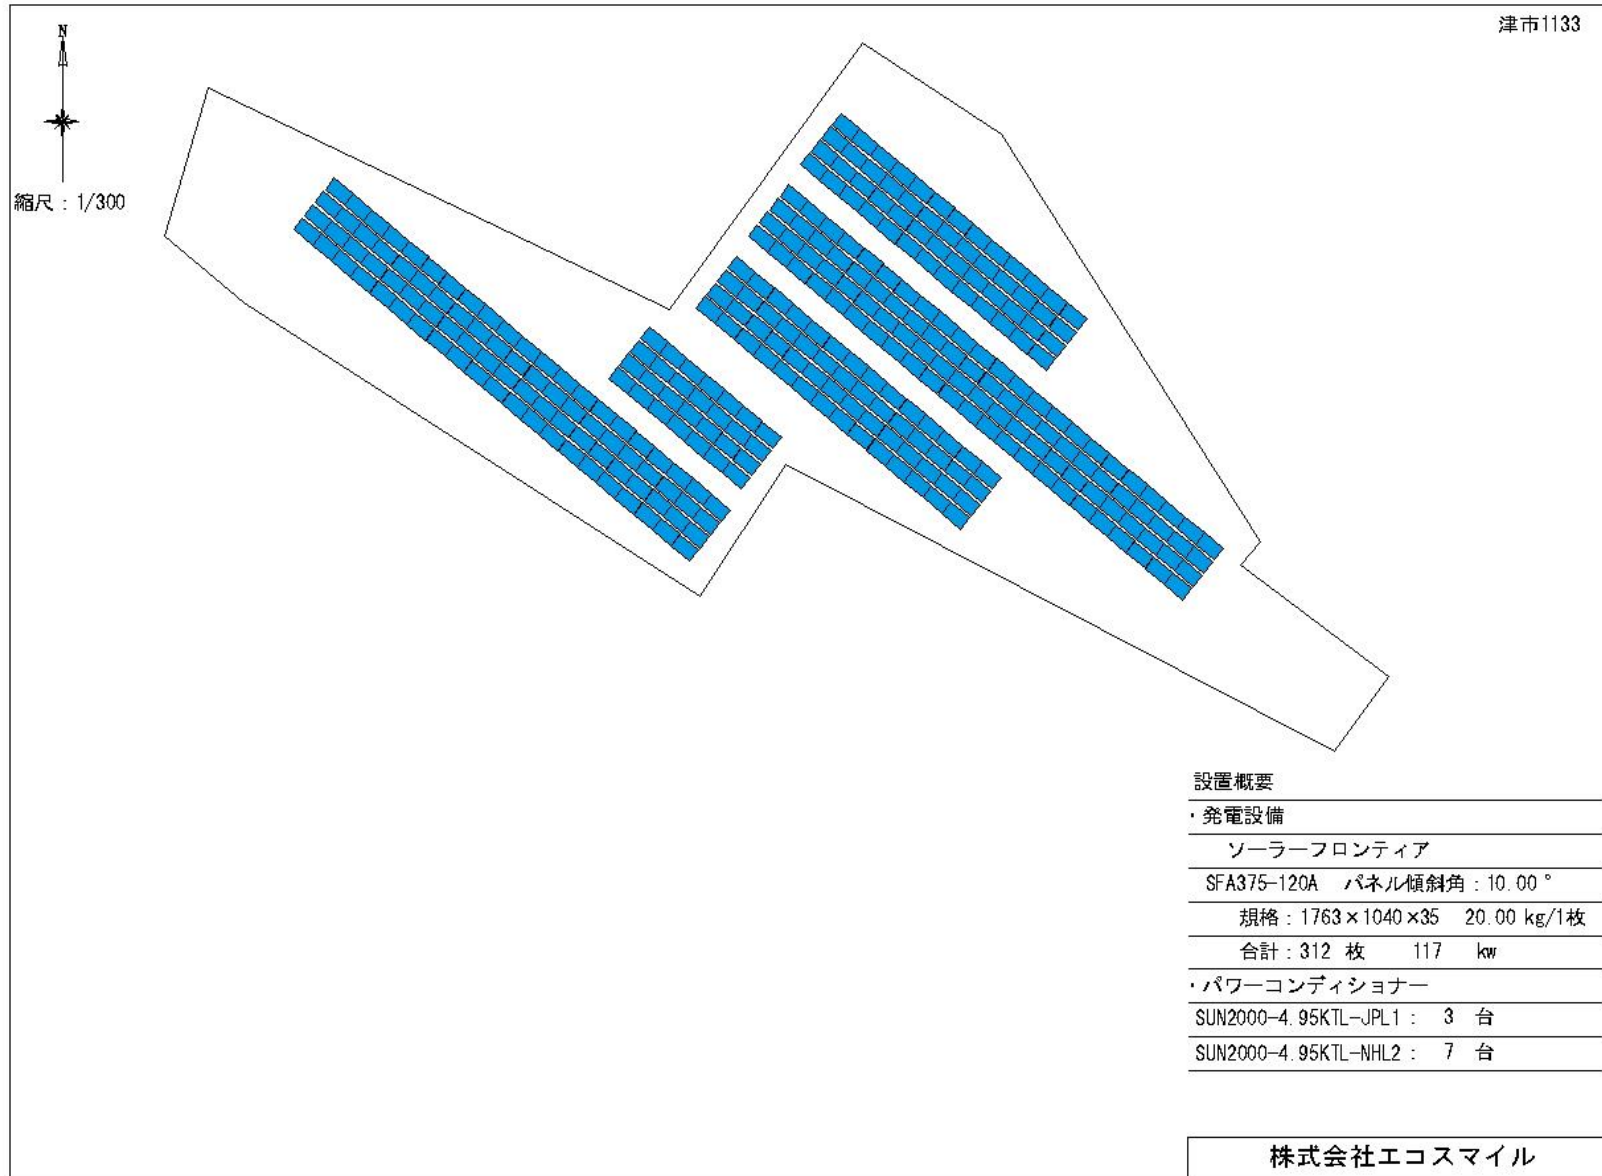 津市1133
N
縮尺：1/300
設置概要
・発電設備
ソーラーフロンティア
SFA375-120A　パネル傾斜角：10.00°
規格：1763×1040×35　20.00 kg/1枚
合計：312 枚　117　kw
・パワーコンディショナー
SUN2000-4.95KTL-JPL1：　3　台
SUN2000-4.95KTL-NHL2：　7　台
株式会社エコスマイル